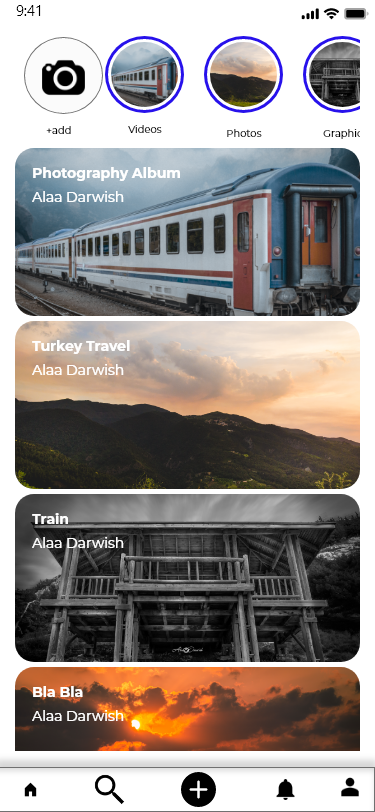 9:41
+add
Videos
Photos
Graphic
Photography Album
Alaa Darwish
Turkey Travel
Alaa Darwish
Train
Alaa Darwish
Bla Bla
Alaa Darwish